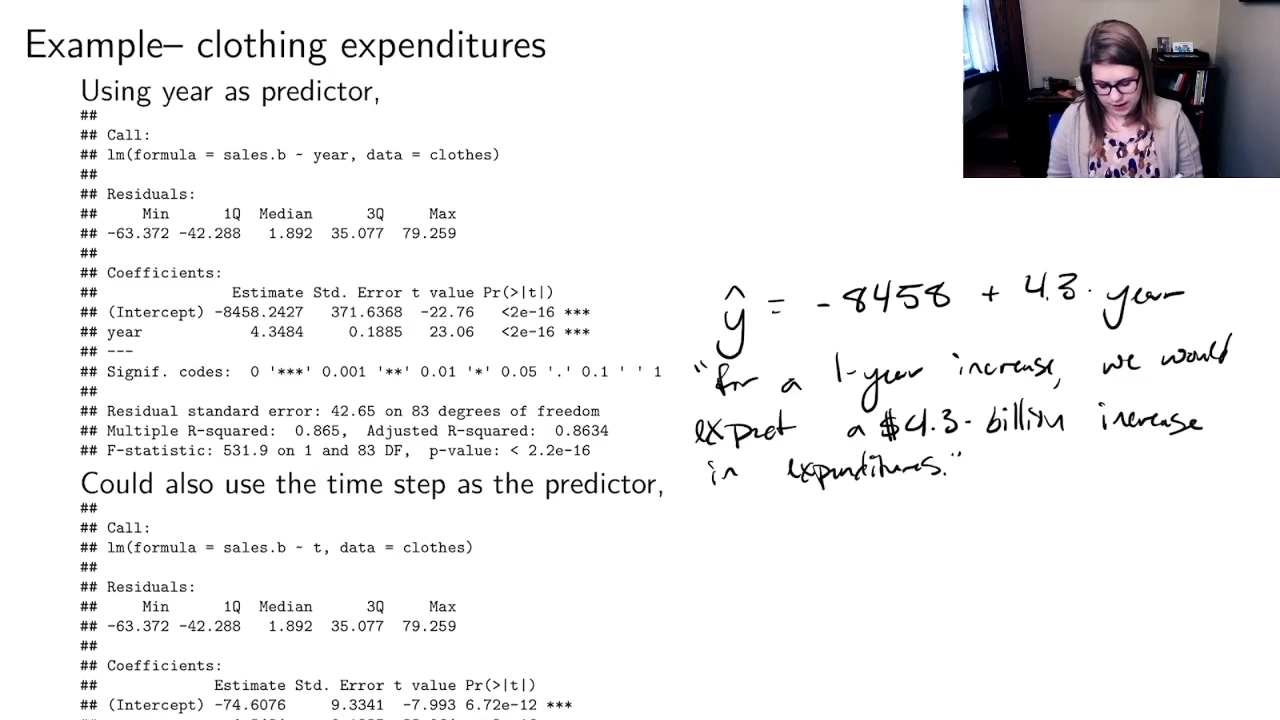 Example– clothing expenditures
Using year as predictor,
##
## Call:
## lm(formula = sales.b ~ year, data = clothes)
##
## Residuals:
##     Min      1Q  Median      3Q     Max
## -63.372 -42.288   1.892  35.077  79.259
##
## Coefficients:
##               Estimate Std. Error t value Pr(>|t|)
## (Intercept) -8458.2427   371.6368  -22.76   <2e-16 ***
## year            4.3484     0.1885   23.06   <2e-16 ***
## ---
## Signif. codes:  0 '***' 0.001 '**' 0.01 '*' 0.05 '.' 0.1 ' ' 1
##
## Residual standard error: 42.65 on 83 degrees of freedom
## Multiple R-squared:  0.865, Adjusted R-squared:  0.8634
## F-statistic: 531.9 on 1 and 83 DF,  p-value: < 2.2e-16
Could also use the time step as the predictor,
##
## Call:
## lm(formula = sales.b ~ t, data = clothes)
##
## Residuals:
##     Min      1Q  Median      3Q     Max
## -63.372 -42.288   1.892  35.077  79.259
##
## Coefficients:
##             Estimate Std. Error t value Pr(>|t|)
## (Intercept) -74.6076     9.3341  -7.993 6.72e-12 ***
ŷ = -8458 + 4.3· year
"for a 1-year increase, we would
expect a $4.3-billion increase
in expenditures."